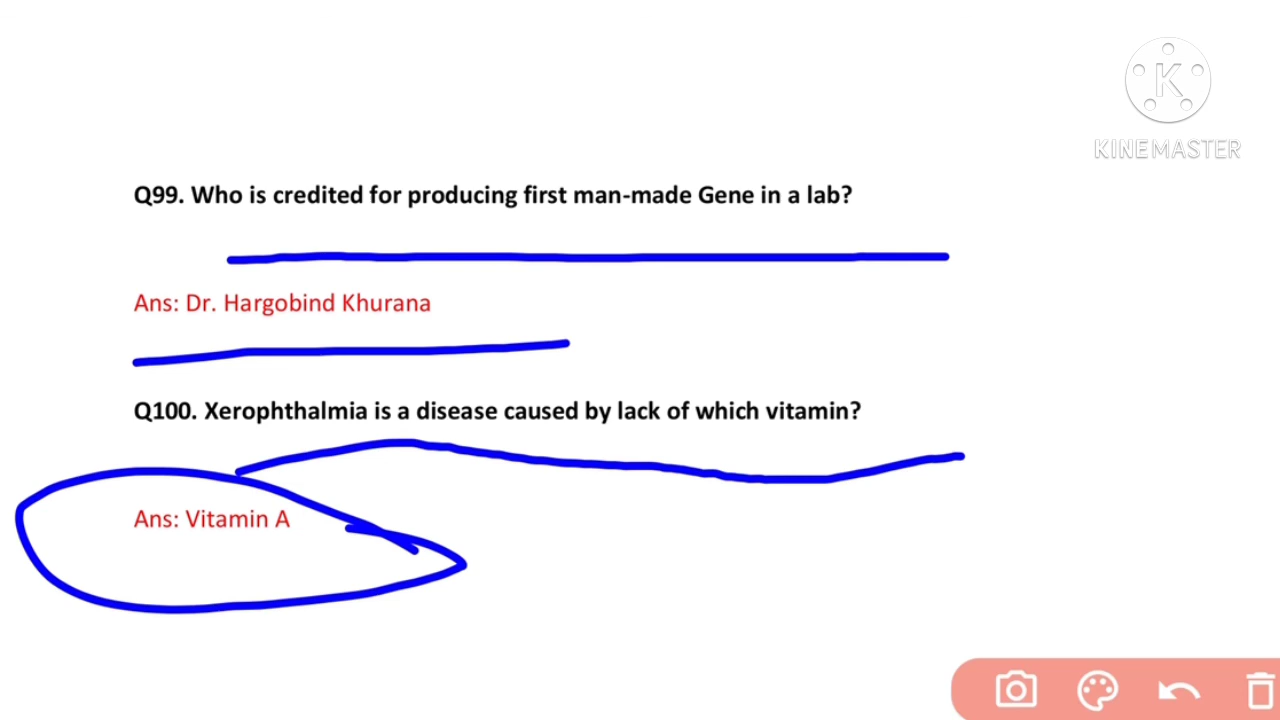 K
KINEMASTER
Q99. Who is credited for producing first man-made Gene in a lab?
Ans: Dr. Hargobind Khurana
Q100. Xerophthalmia is a disease caused by lack of which vitamin?
Ans: Vitamin A